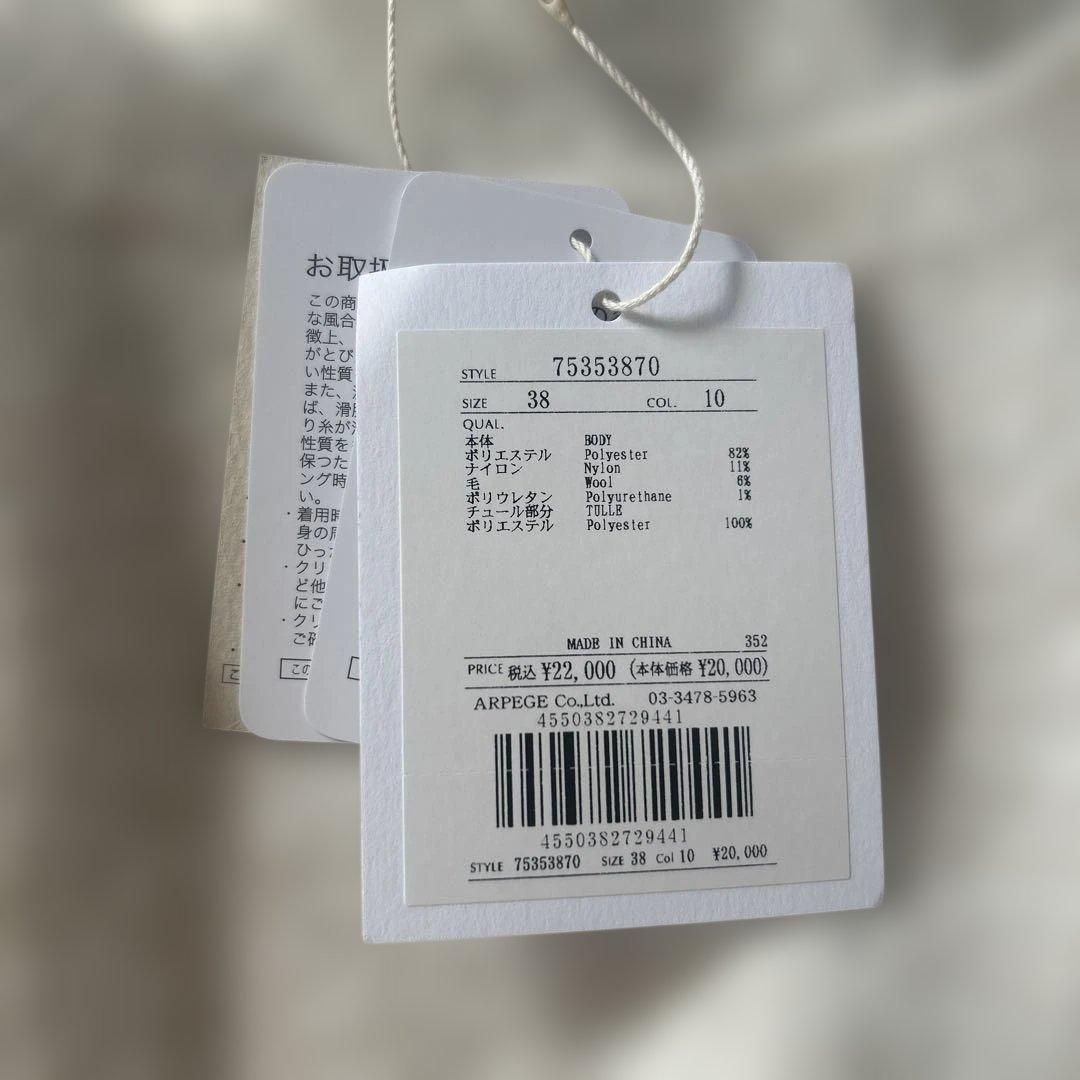 お取扱
この商
な風合
徴上、
がとび
い性質
また、
ば、滑
り糸が
性質を
保つた
ング時
い。
・着用時
身の
ひっ
・クリ
ど他
にご
・クリ
ご確
この
STYLE 75353870
SIZE 38 COL. 10
QUAL.
本体 BODY
ポリエステル Polyester 82%
ナイロン Nylon 11%
毛 Wool 6%
ポリウレタン Polyurethane 1%
チュール部分 TULLE
ポリエステル Polyester 100%
MADE IN CHINA 352
PRICE 税込 ¥22,000 (本体価格 ¥20,000)
ARPEGE Co.,Ltd. 03-3478-5963
4550382729441
4550382729441
STYLE 75353870 SIZE 38 Col 10 ¥20,000